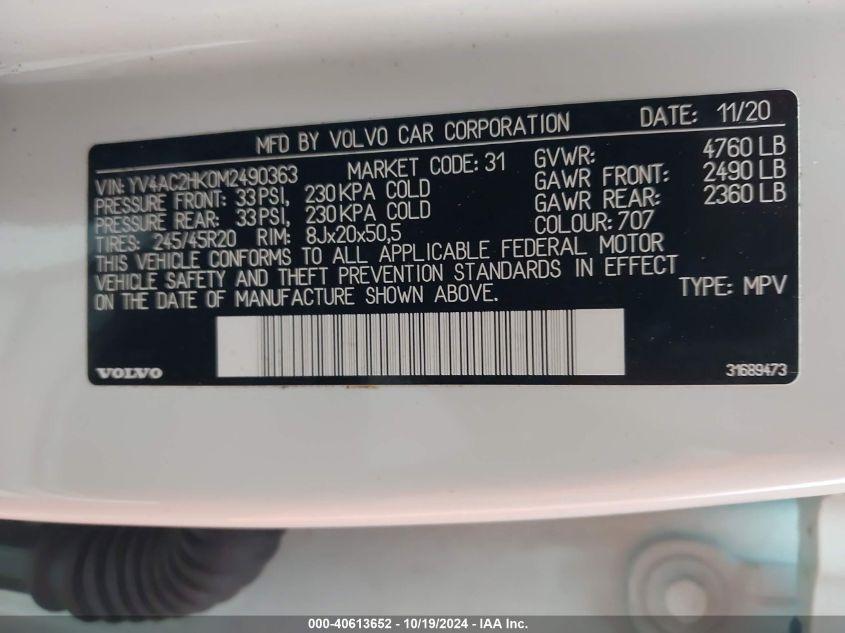 MFD BY VOLVO CAR CORPORATION DATE: 11/20
VIN: YV4AC2HK0M2490363 MARKET CODE: 31 GVWR: 4760 LB
PRESSURE FRONT: 33 PSI, 230 KPA COLD GAWR FRONT: 2490 LB
PRESSURE REAR: 33 PSI, 230 KPA COLD GAWR REAR: 2360 LB
TIRES: 245/45R20 RIM: 8Jx20x50,5 COLOUR: 707
THIS VEHICLE CONFORMS TO ALL APPLICABLE FEDERAL MOTOR
VEHICLE SAFETY AND THEFT PREVENTION STANDARDS IN EFFECT
ON THE DATE OF MANUFACTURE SHOWN ABOVE. TYPE: MPV
VOLVO 31689473
000-40613652 - 10/19/2024 - IAA Inc.